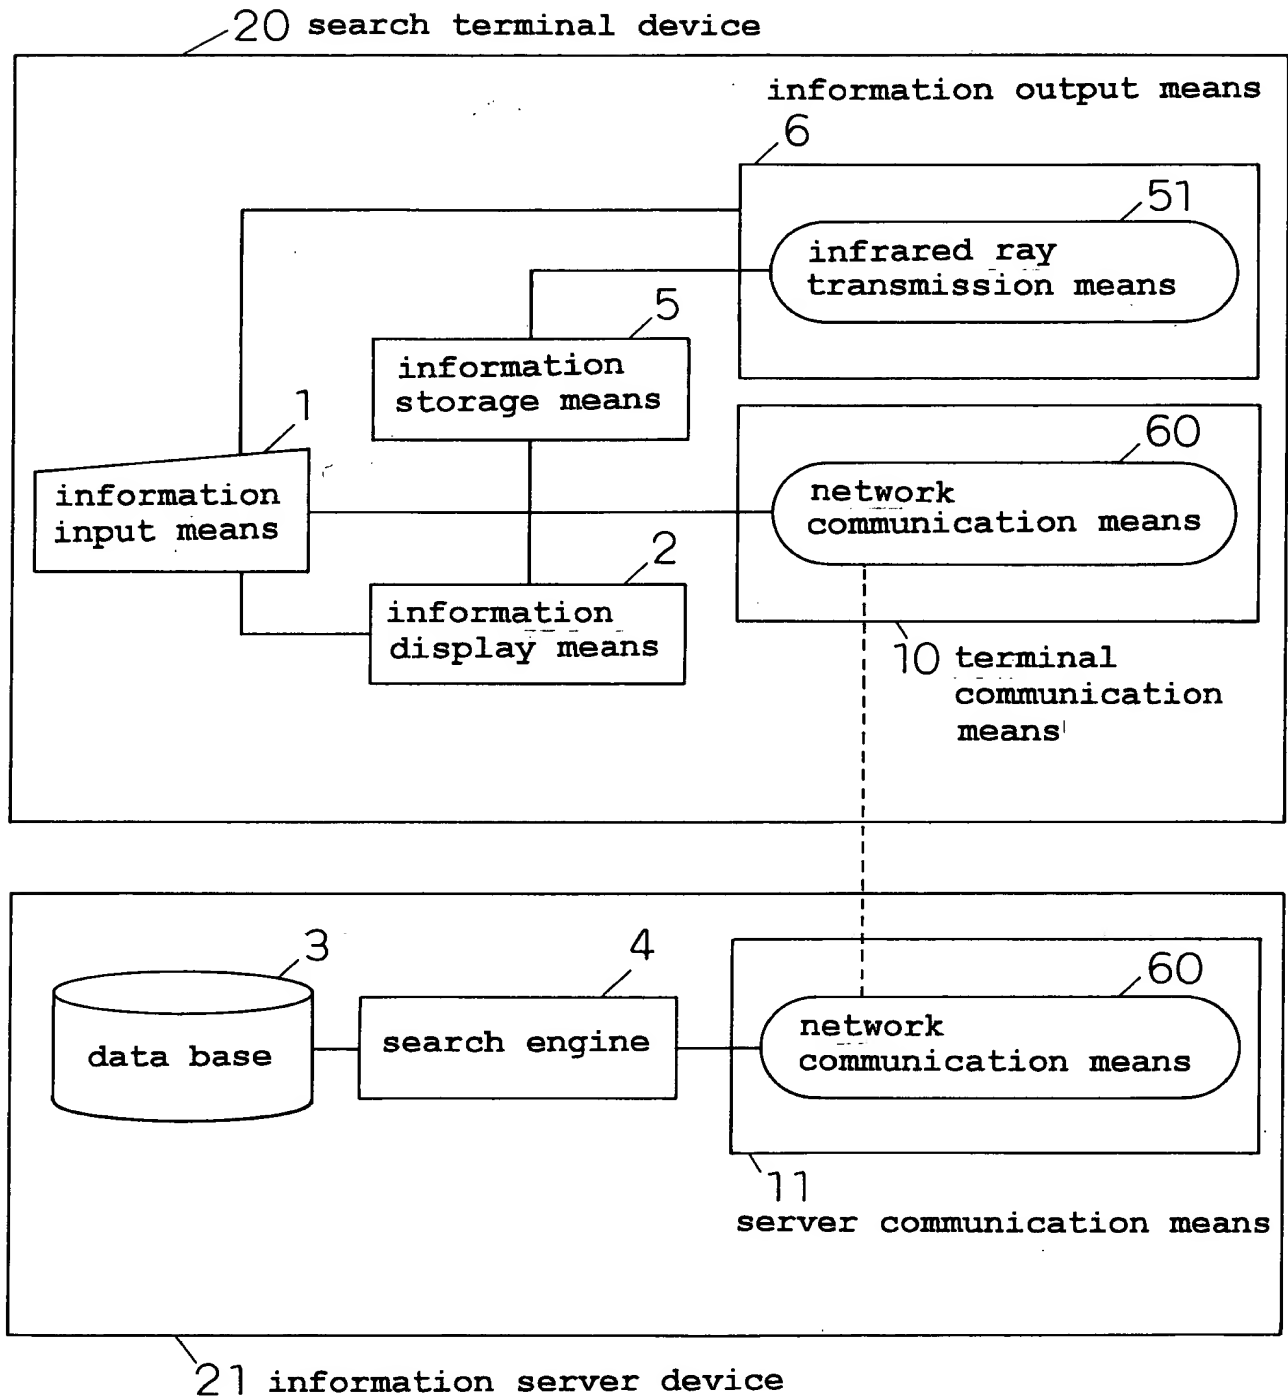 20 search terminal device
information output means
6
51
infrared ray
transmission means
5
information
storage means
1
information
input means
60
network
communication means
2
information
display means
10 terminal
communication
means
3
data base
4
search engine
60
network
communication means
11
server communication means
21 information server device